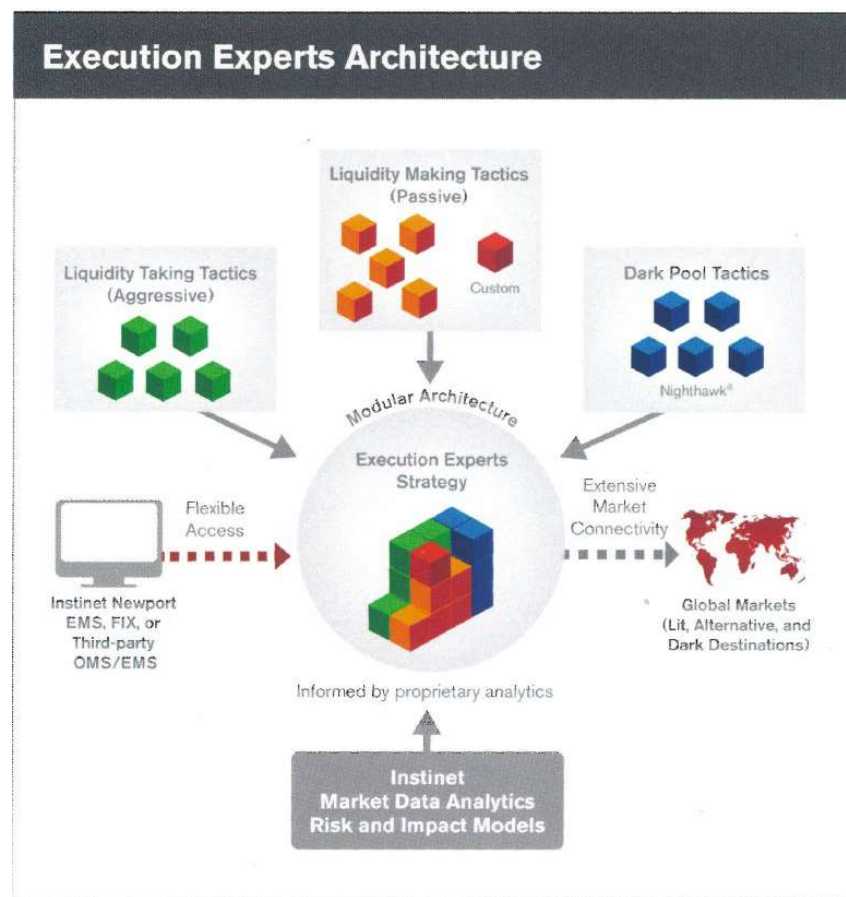 Execution Experts Architecture
Liquidity Making Tactics
(Passive)
Custom
Liquidity Taking Tactics
(Aggressive)
Dark Pool Tactics
Nighthawk®
Modular Architecture
Execution Experts
Strategy
Flexible
Access
Extensive
Market
Connectivity
Instinet Newport
EMS, FIX, or
Third-party
OMS/EMS
Global Markets
(Lit, Alternative, and
Dark Destinations)
Informed by proprietary analytics
Instinet
Market Data Analytics
Risk and Impact Models